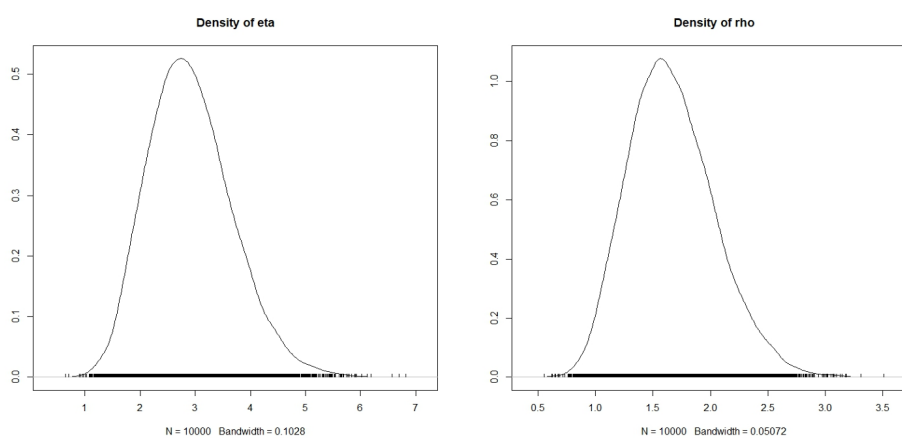 Density of eta
0.5
0.4
0.3
0.2
0.1
0.0
1 2 3 4 5 6 7
N = 10000 Bandwidth = 0.1028
Density of rho
1.0
0.8
0.6
0.4
0.2
0.0
0.5 1.0 1.5 2.0 2.5 3.0 3.5
N = 10000 Bandwidth = 0.05072